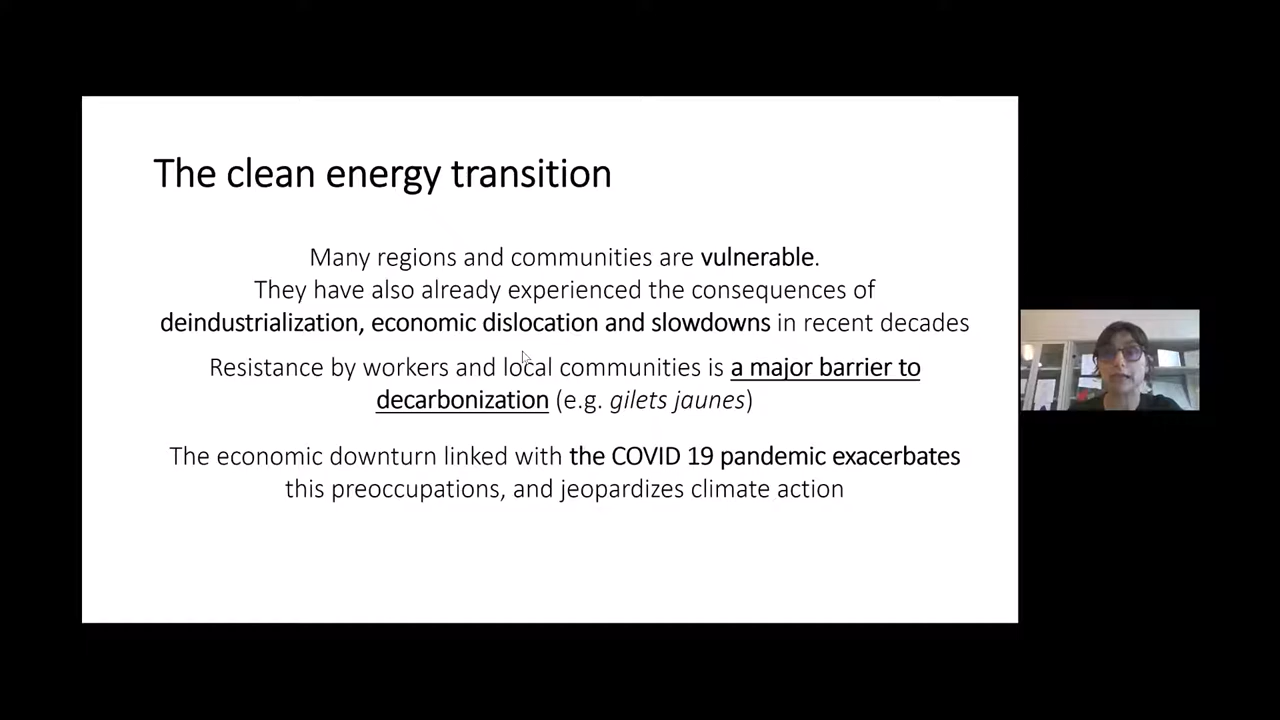 The clean energy transition
Many regions and communities are vulnerable.
They have also already experienced the consequences of
deindustrialization, economic dislocation and slowdowns in recent decades
Resistance by workers and local communities is a major barrier to
decarbonization (e.g. gilets jaunes)
The economic downturn linked with the COVID 19 pandemic exacerbates
this preoccupations, and jeopardizes climate action